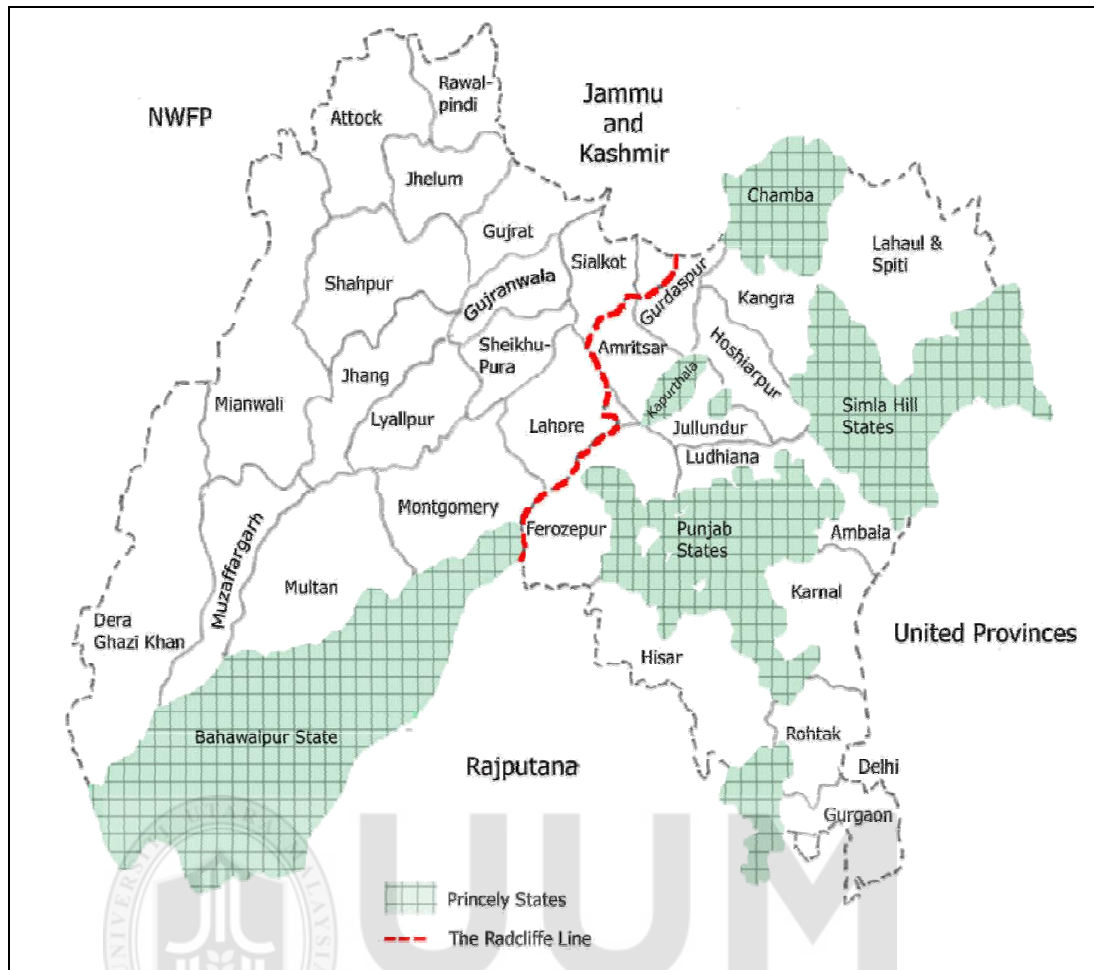 NWFP
Rawal-
pindi
Attock
Jammu
and
Kashmir
Jhelum
Chamba
Gujrat
Lahaul &
Spiti
Sialkot
Shahpur
Gujranwala
Gurdaspur
Kangra
Sheikhu-
Pura
Amritsar
Hoshiarpur
Jhang
Kapurthala
Mianwali
Lyallpur
Lahore
Jullundur
Simla Hill
States
Ludhiana
Montgomery
Ferozepur
Punjab
States
Ambala
Muzaffargarh
Multan
Karnal
Dera
Ghazi Khan
United Provinces
Hisar
Bahawalpur State
Rajputana
Rohtak
Delhi
Gurgaon
Princely States
The Radcliffe Line
UUM
UNIVERSITI UTARA MALAYSIA